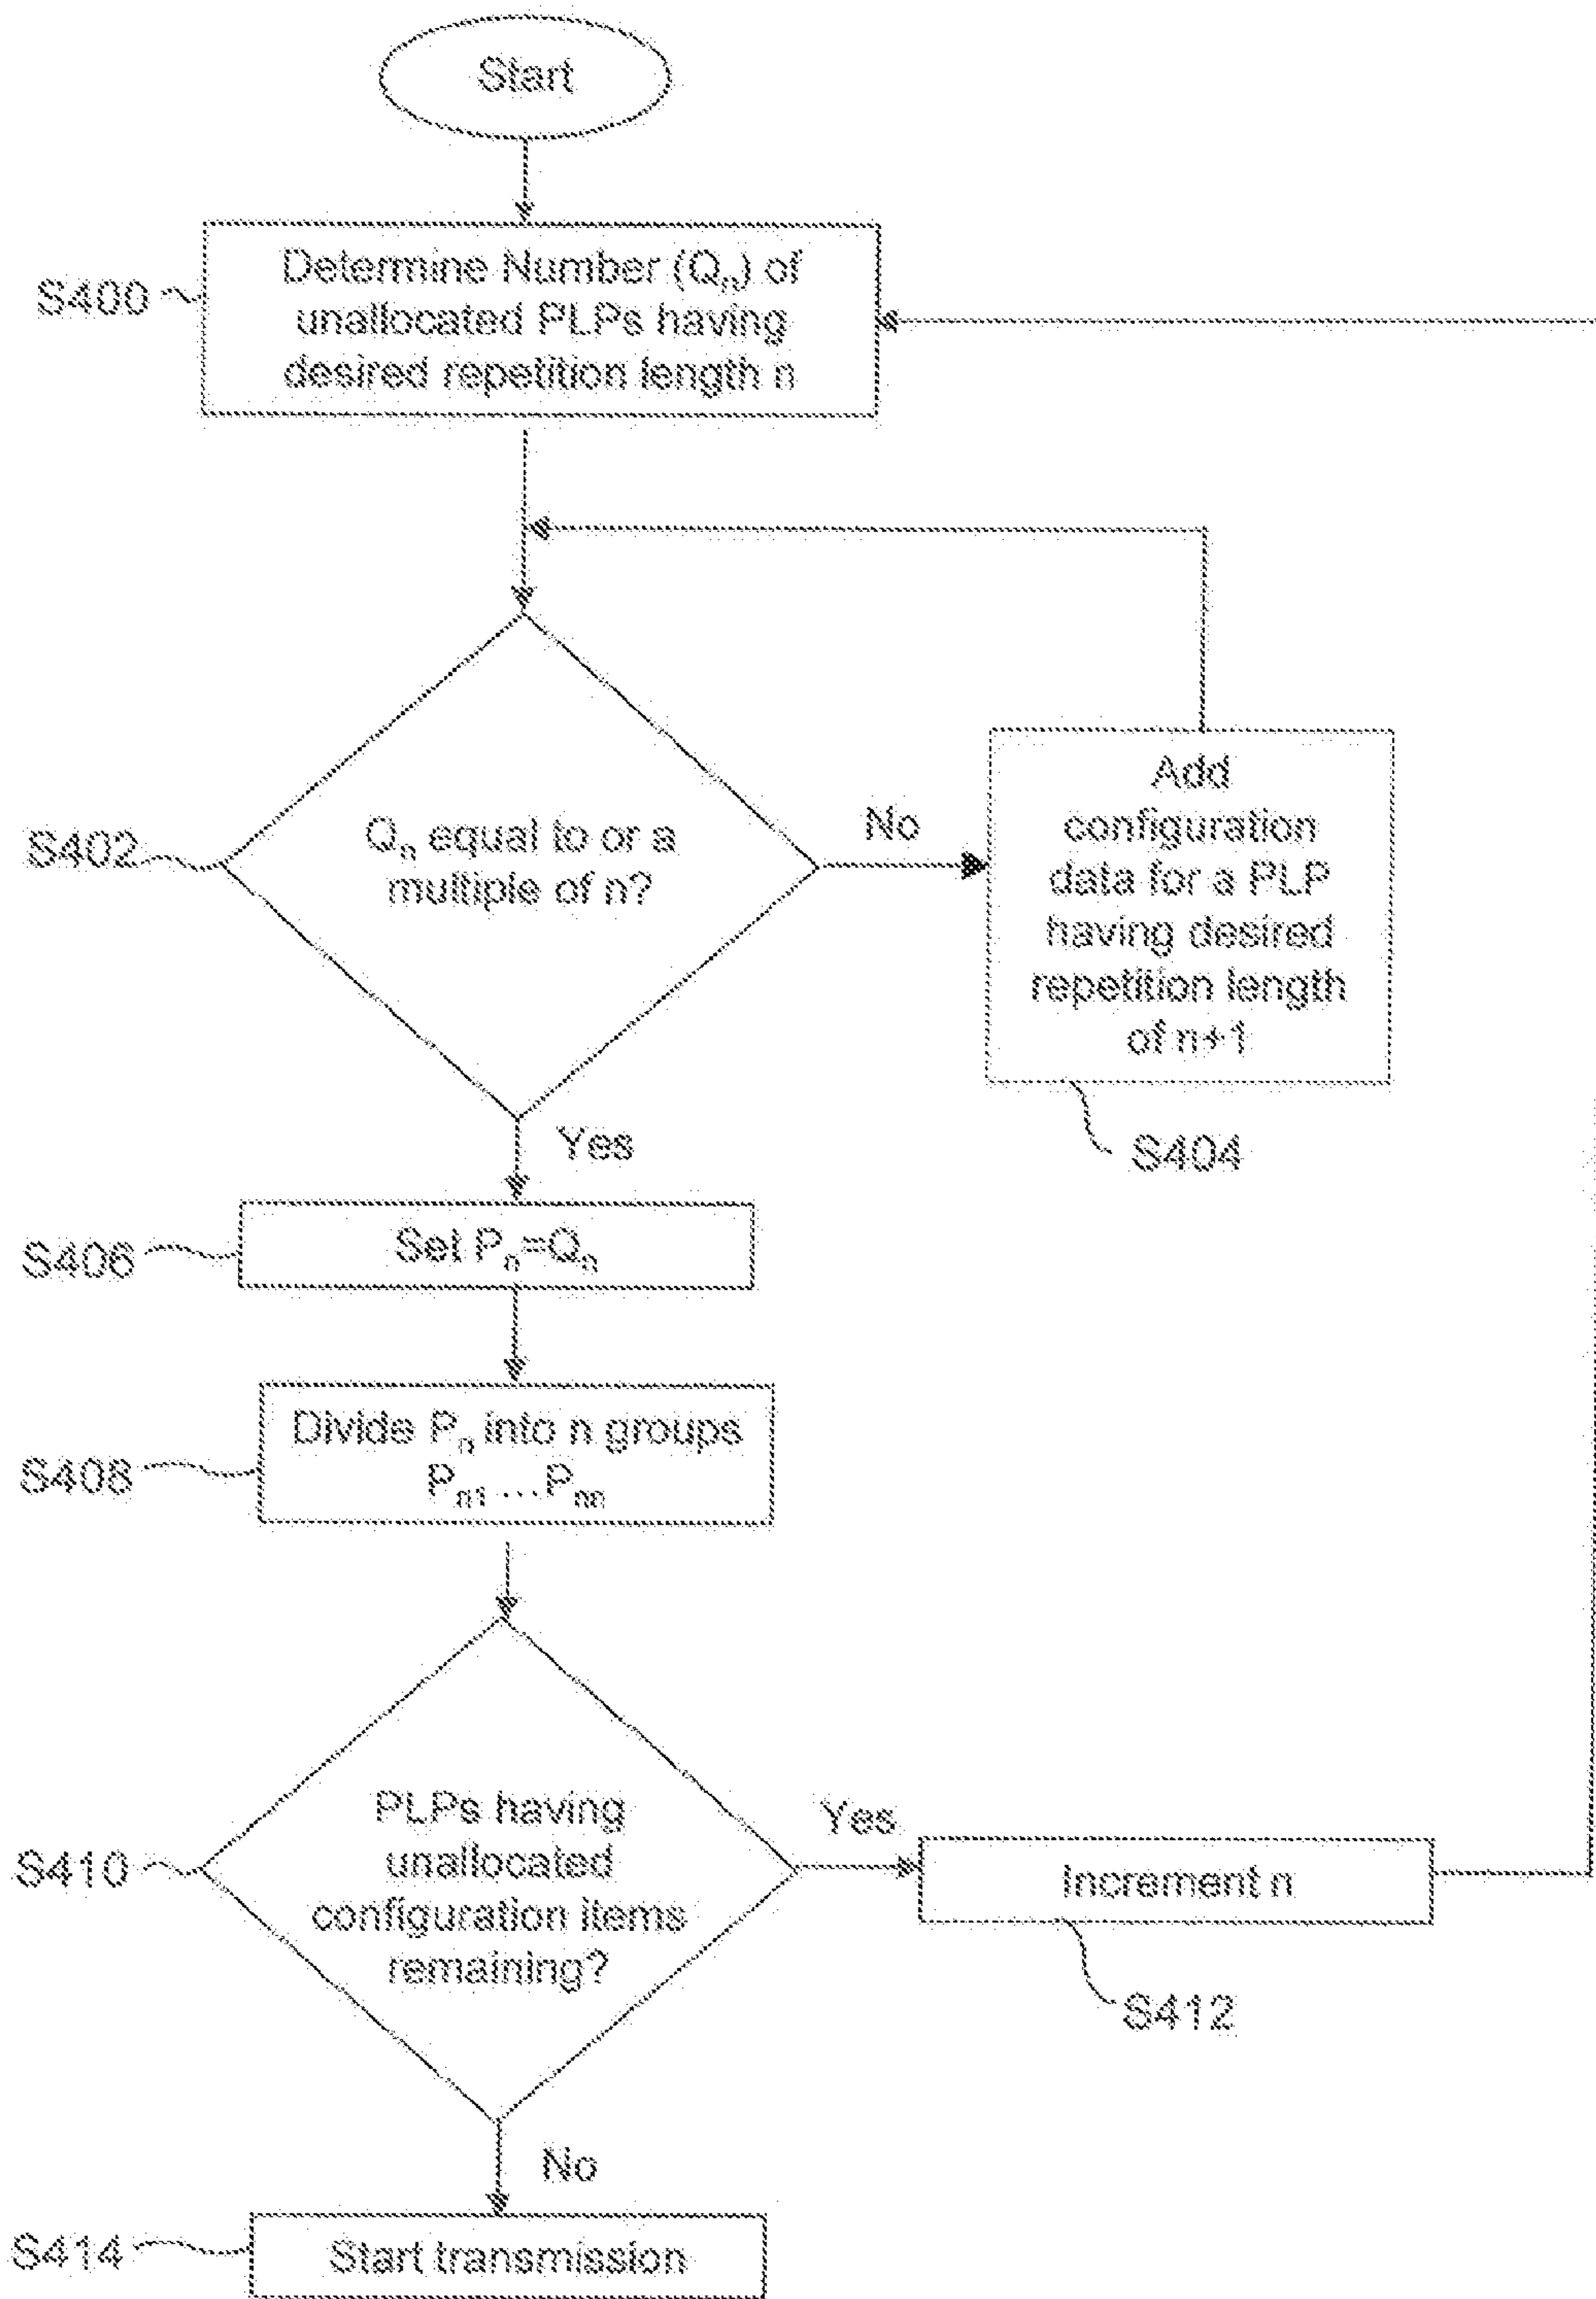 Start
S400
Determine Number (Qn) of
unallocated PLPs having
desired repetition length n
S402
Qn equal to or a
multiple of n?
No
Add
configuration
data for a PLP
having desired
repetition length
of n+1
S404
Yes
S406
Set Pn=Qn
S408
Divide Pn into n groups
Pn1 ... Pnn
S410
PLPs having
unallocated
configuration items
remaining?
Yes
Increment n
S412
No
S414
Start transmission